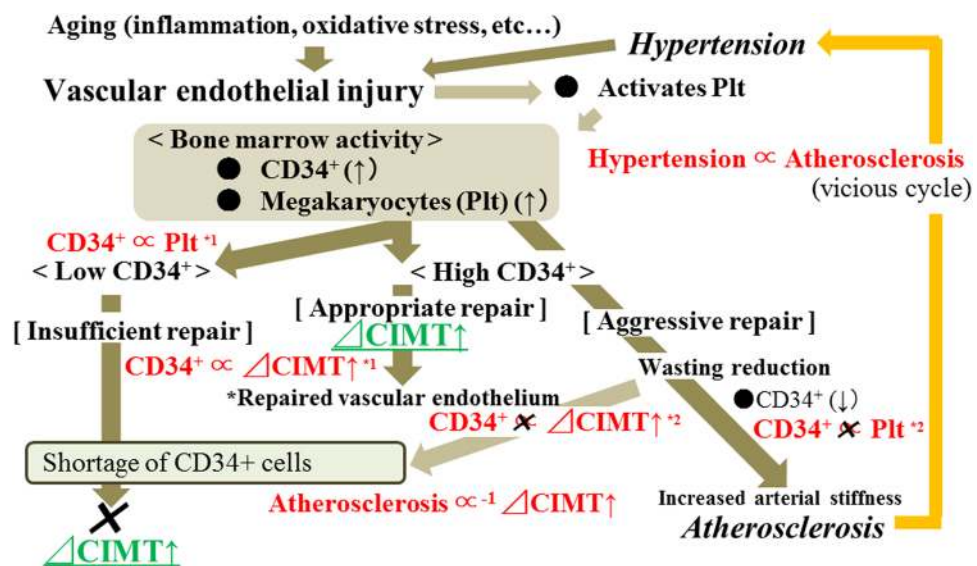 Aging (inflammation, oxidative stress, etc…)
Hypertension
Vascular endothelial injury
● Activates Plt
< Bone marrow activity >
● CD34⁺ (↑)
● Megakaryocytes (Plt) (↑)
Hypertension ∝ Atherosclerosis
(vicious cycle)
CD34⁺ ∝ Plt *1
< Low CD34⁺ >
< High CD34⁺ >
[ Insufficient repair ]
[ Appropriate repair ]
⊿CIMT↑
[ Aggressive repair ]
CD34⁺ ∝ ⊿CIMT↑ *1
*Repaired vascular endothelium
Wasting reduction
●CD34⁺ (↓)
CD34⁺ ∝ ⊿CIMT↑ *2
CD34⁺ ∝ Plt *2
Shortage of CD34+ cells
Atherosclerosis ∝⁻¹ ⊿CIMT↑
Increased arterial stiffness
Atherosclerosis
⊿CIMT↑